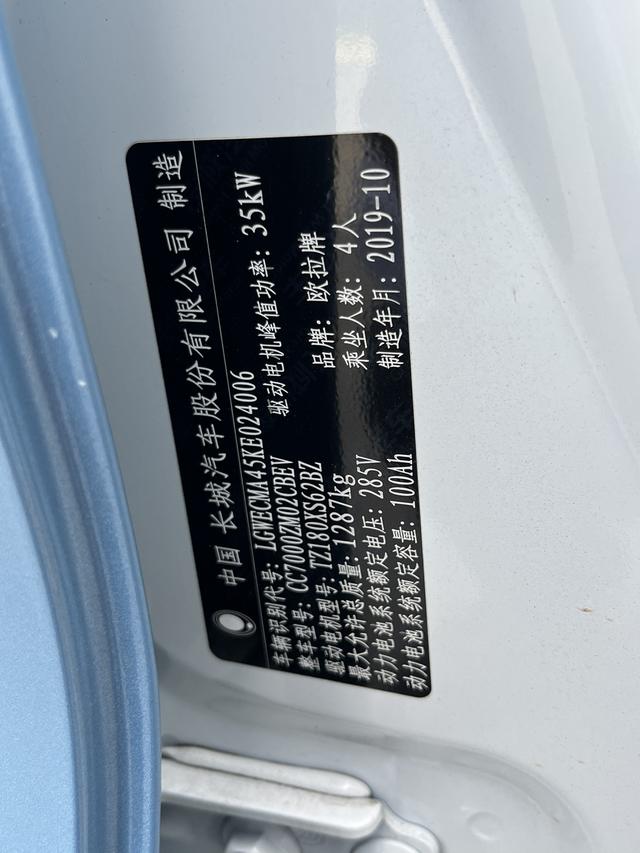 中国 长城汽车股份有限公司 制造
车辆识别代号: LGWECMA45KE024006
整车型号: CC7000ZM02CBEV 驱动电机峰值功率: 35kW
驱动电机型号: TZ180XS62BZ 品牌: 欧拉牌
最大允许总质量: 1287kg 乘坐人数: 4人
动力电池系统额定电压: 285V 制造年月: 2019-10
动力电池系统额定容量: 100Ah